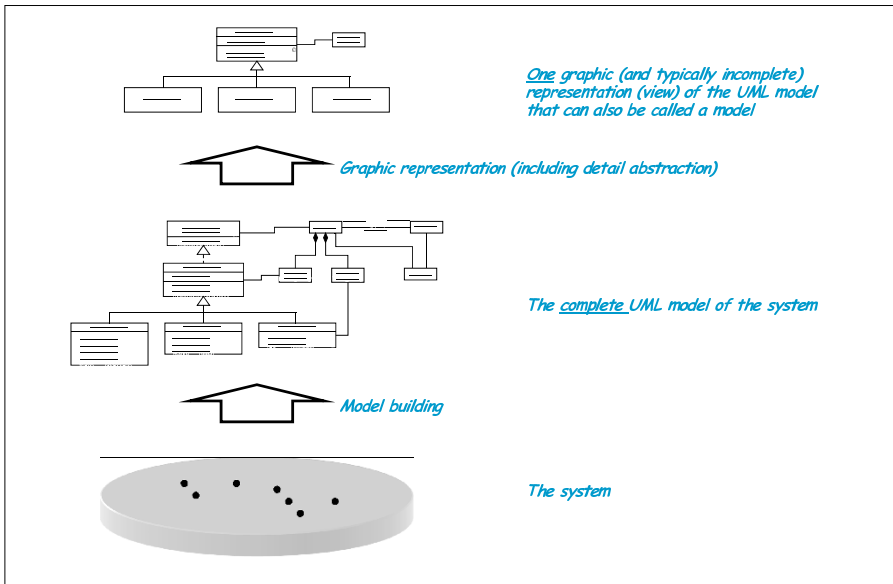 One graphic (and typically incomplete)
representation (view) of the UML model
that can also be called a model
Graphic representation (including detail abstraction)
The complete UML model of the system
Model building
The system